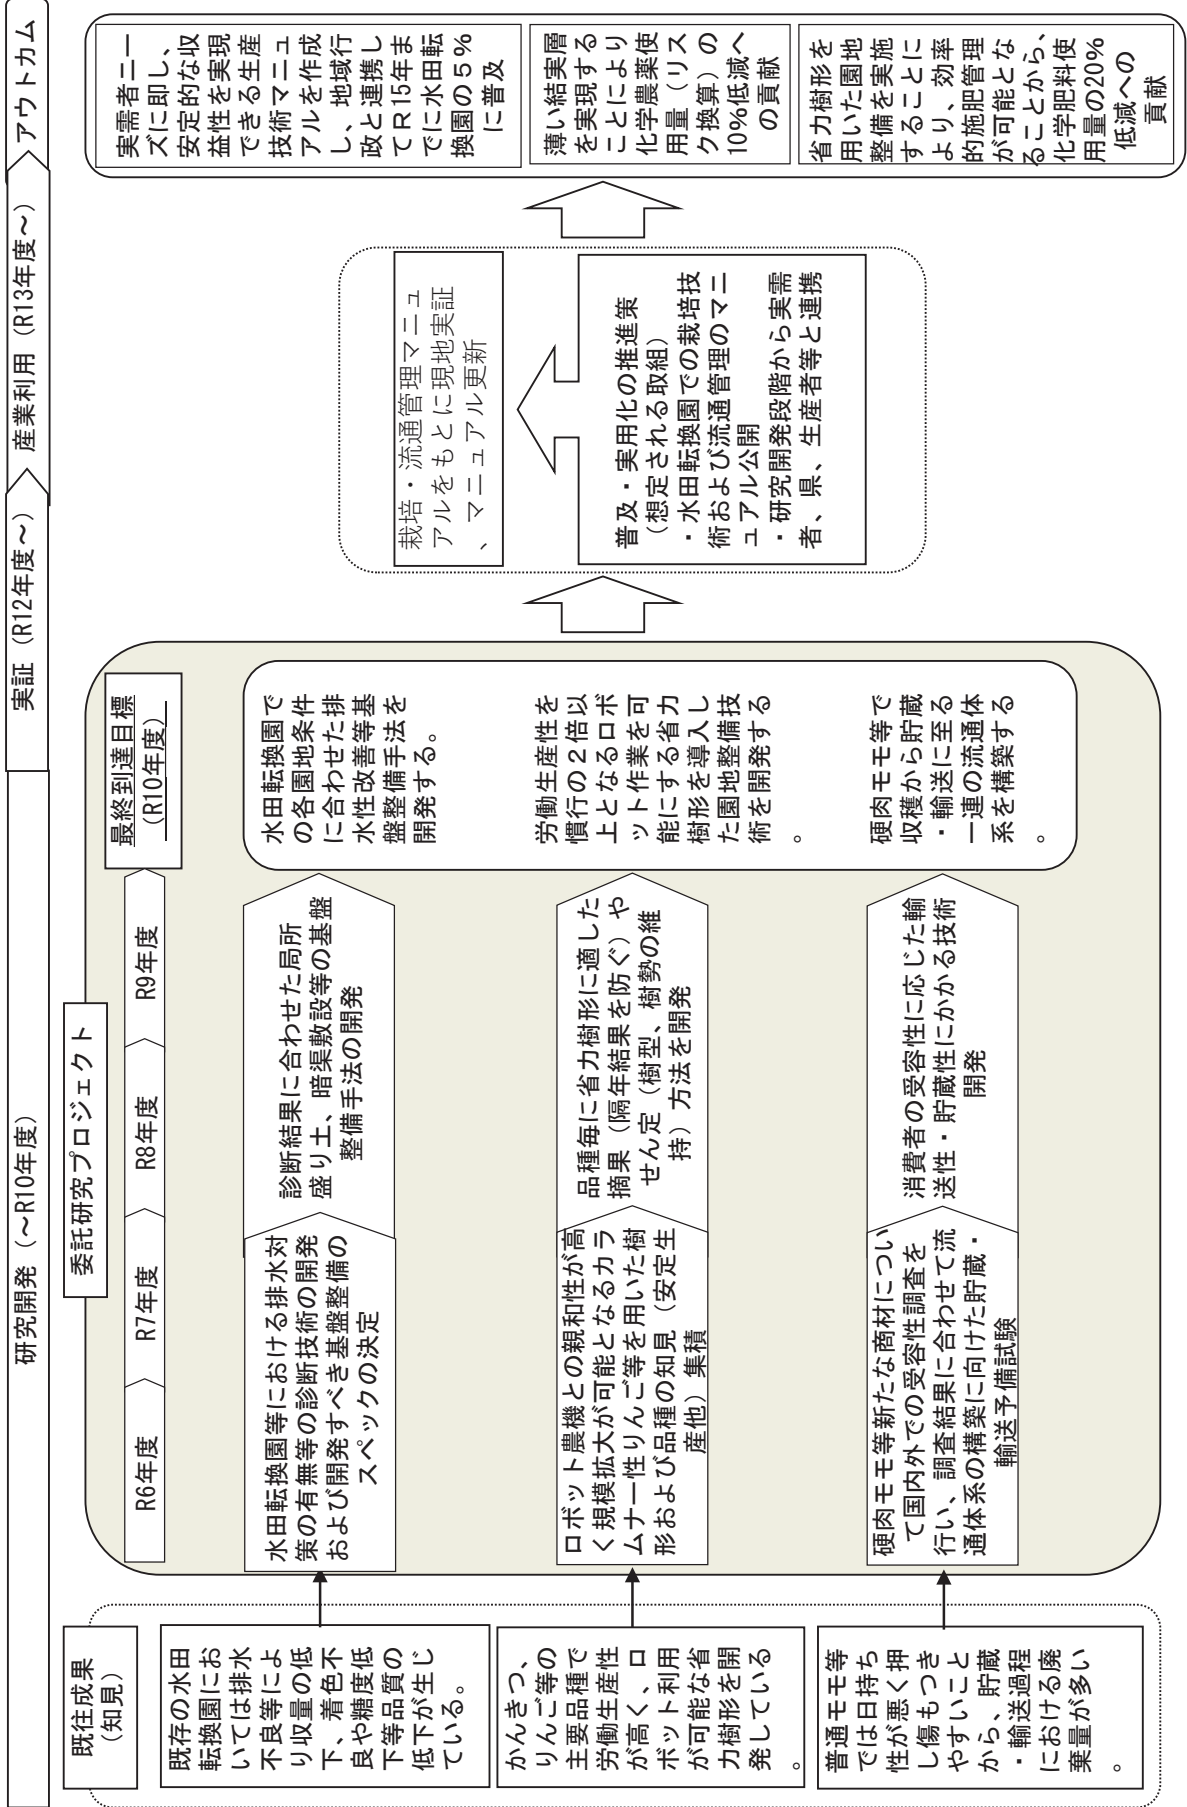 研究開発（～R10年度）
実証（R12年度～）
産業利用（R13年度～）
アウトカム
既往成果
（知見）
既存の水田
転換園にお
いては排水
不良等によ
り収量の低
下、着色不
良や糖度低
下等品質の
低下が生じ
ている。
かんきつ、
りんご等の
主要品種で
労働生産性
が高く、ロ
ボット利用
が可能な省
力樹形を開
発している
。
普通モモ等
では日持ち
性が悪く押
し傷もつき
やすいこと
から、貯蔵
・輸送過程
における廃
棄量が多い
。
委託研究プロジェクト
R6年度
R7年度
R8年度
R9年度
最終到達目標
（R10年度）
水田転換園等における排水対
策の有無等の診断技術の開発
および開発すべき基盤整備の
スペックの決定
診断結果に合わせた局所
盛り土、暗渠敷設等の基盤
整備手法の開発
水田転換園で
の各園地条件
に合わせた排
水性改善等基
盤整備手法を
開発する。
ロボット農機との親和性が高
く規模拡大が可能となるカラ
ムナー性りんご等を用いた樹
形および品種の知見（安定生
産他）集積
品種毎に省力樹形に適した
摘果（隔年結果を防ぐ）や
せん定（樹型、樹勢の維
持）方法を開発
労働生産性を
慣行の２倍以
上となるロボ
ット作業を可
能にする省力
樹形を導入し
た園地整備技
術を開発する
。
硬肉モモ等新たな商材につい
て国内外での受容性調査を
行い、調査結果に合わせて流
通体系の構築に向けた貯蔵・
輸送予備試験
消費者の受容性に応じた輸
送性・貯蔵性にかかる技術
開発
硬肉モモ等で
収穫から貯蔵
・輸送に至る
一連の流通体
系を構築する
。
栽培・流通管理マニュ
アルをもとに現地実証
、マニュアル更新
普及・実用化の推進策
（想定される取組）
・水田転換園での栽培技
術および流通管理のマニ
ュアル公開
・研究開発段階から実需
者、県、生産者等と連携
実需者ニー
ズに即し、
安定的な収
益性を実現
できる生産
技術マニュ
アルを作成
し、地域行
政と連携し
てＲ15年ま
でに水田転
換園の５％
に普及
薄い結実層
を実現する
ことにより
化学農薬使
用量（リス
ク換算）の
10％低減へ
の貢献
省力樹形を
用いた園地
整備を実施
することに
より、効率
的施肥管理
が可能とな
ることから、
化学肥料使
用量の20％
低減への
貢献